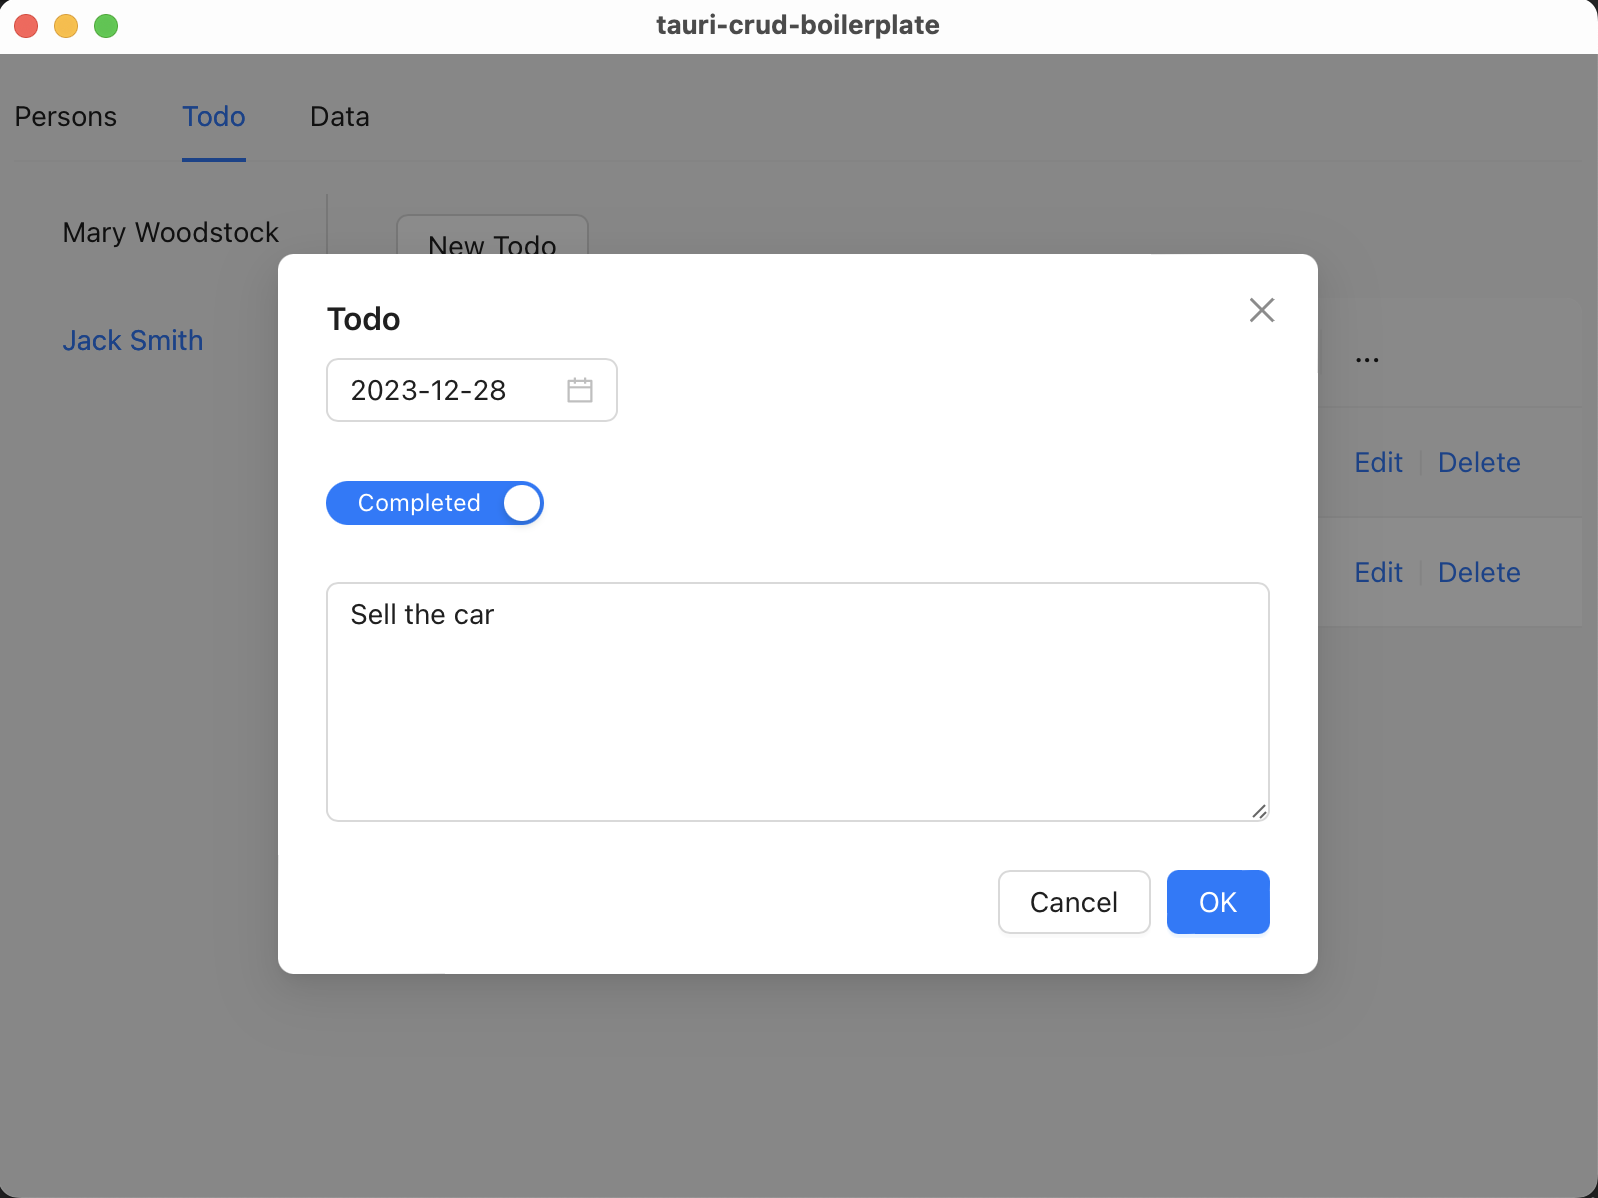 tauri-crud-boilerplate
Persons Todo Data
Mary Woodstock
New Todo
Jack Smith
Todo
...
2023-12-28
Edit Delete
Completed
Edit Delete
Sell the car
Cancel OK